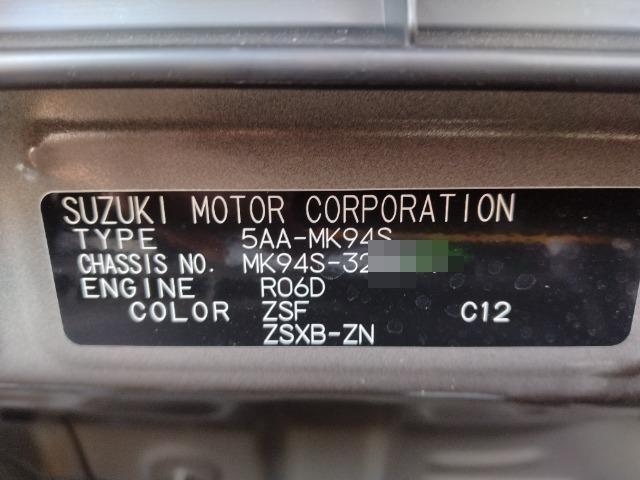 SUZUKI MOTOR CORPORATION
TYPE 5AA-MK94S
CHASSIS NO. MK94S-32
ENGINE R06D
COLOR ZSF C12
ZSXB-ZN